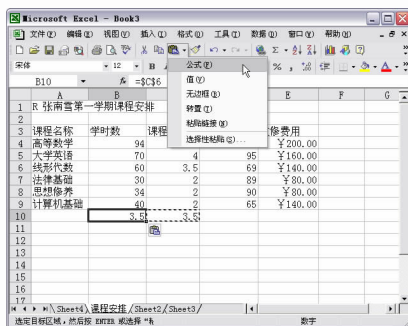 Microsoft Excel - Book3
文件(F) 编辑(E) 视图(V) 插入(I) 格式(O) 工具(T) 数据(D) 窗口(W) 帮助(H)
宋体 12 B
B10 fx =$C$6
公式(F)
值(V)
无边框(B)
转置(T)
粘贴链接(N)
选择性粘贴(S)...
A B E F G
1 R 张南雪第一学期课程安排
2
3 课程名称 学时数 课程 修费用
4 高等数学 94 ￥200.00
5 大学英语 70 4 95 ￥160.00
6 线形代数 60 3.5 69 ￥140.00
7 法律基础 30 2 89 ￥80.00
8 思想修养 34 2 90 ￥80.00
9 计算机基础 40 2 65 ￥140.00
10 3.5 3.5
11
12
13
14
15
16
17
Sheet4 课程安排 Sheet2 Sheet3
选定目标区域，然后按 ENTER 或选择 数字